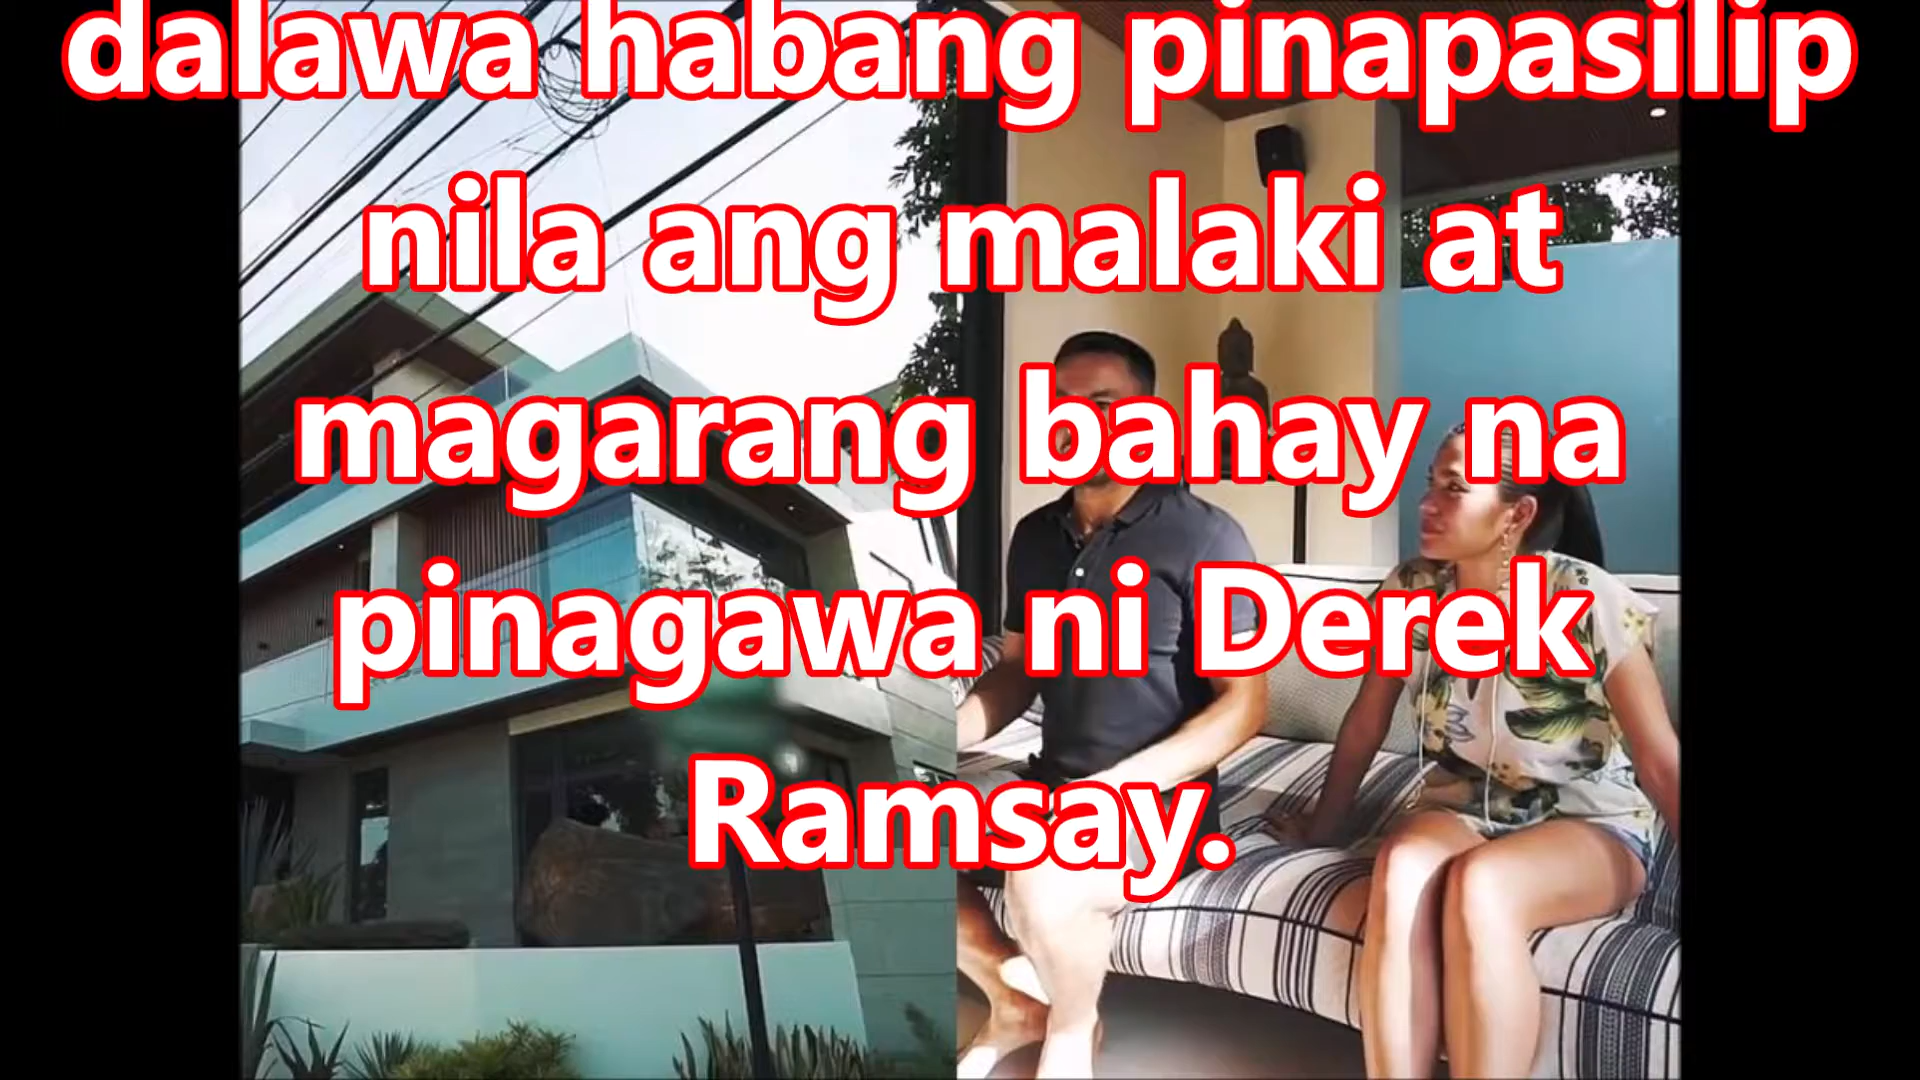 dalawa habang pinapasilip
nila ang malaki at
magarang bahay na
pinagawa ni Derek
Ramsay.